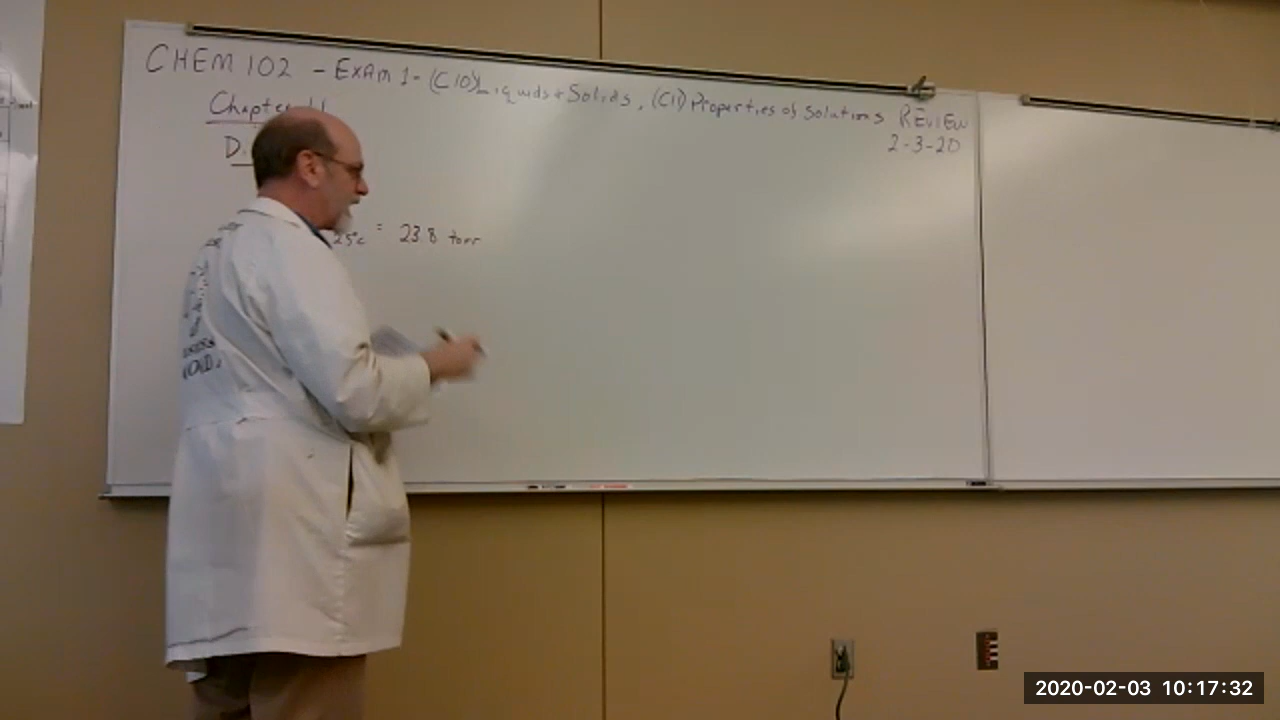 CHEM 102 - EXAM 1 - (C10) Liquids + Solids, (C11) Properties of Solutions REVIEW
2-3-20
Chapter 11
D.
25°C = 23.8 torr
2020-02-03 10:17:32